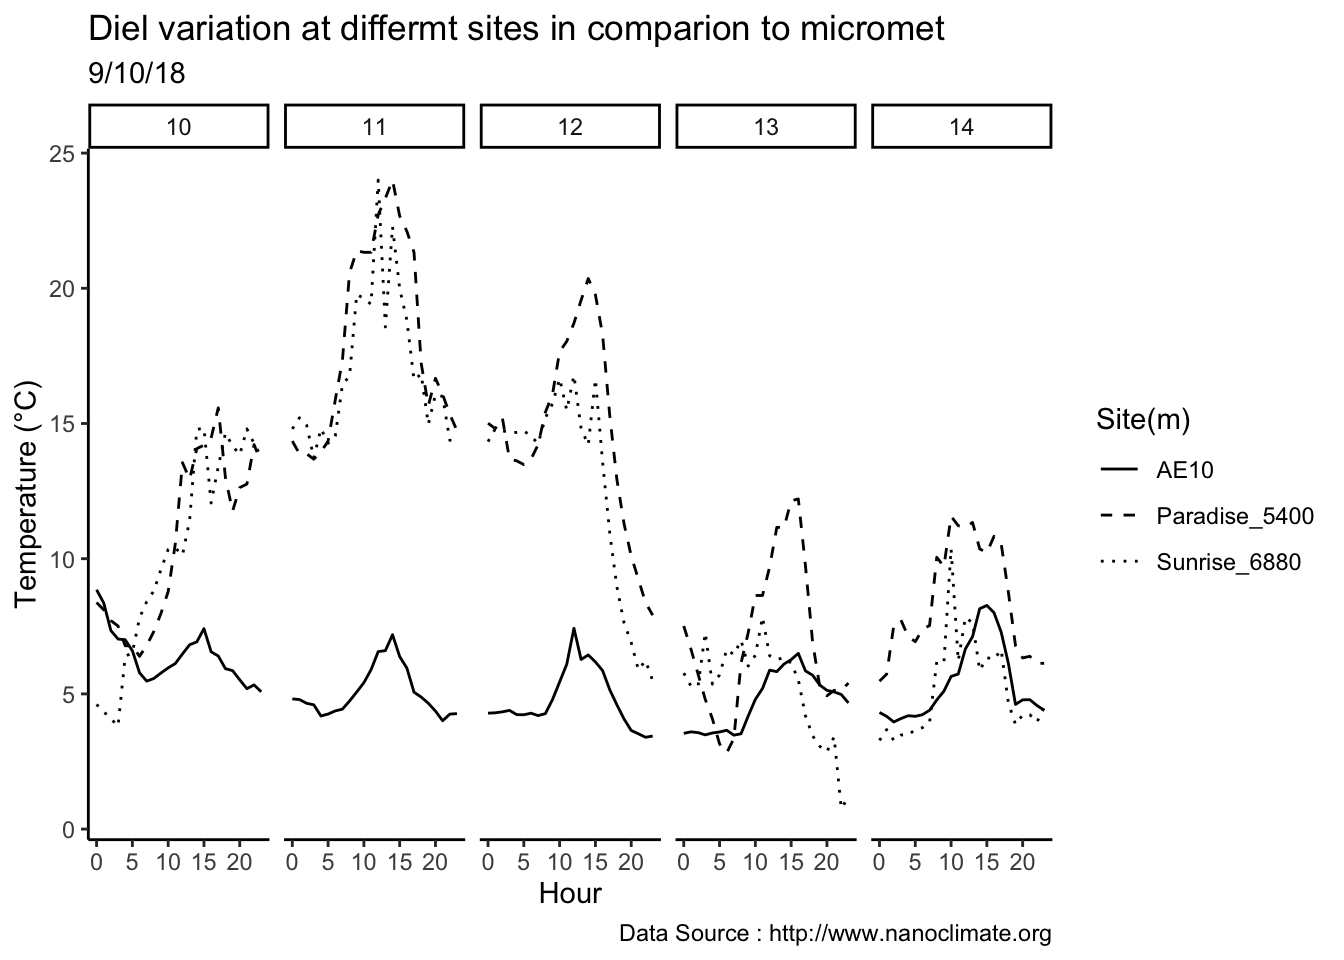 Diel variation at differmt sites in comparion to micromet
9/10/18
10 11 12 13 14
25
20
15
10
5
0
Temperature (°C)
0 5 10 15 20 0 5 10 15 20 0 5 10 15 20 0 5 10 15 20 0 5 10 15 20
Hour
Site(m)
AE10
Paradise_5400
Sunrise_6880
Data Source : http://www.nanoclimate.org